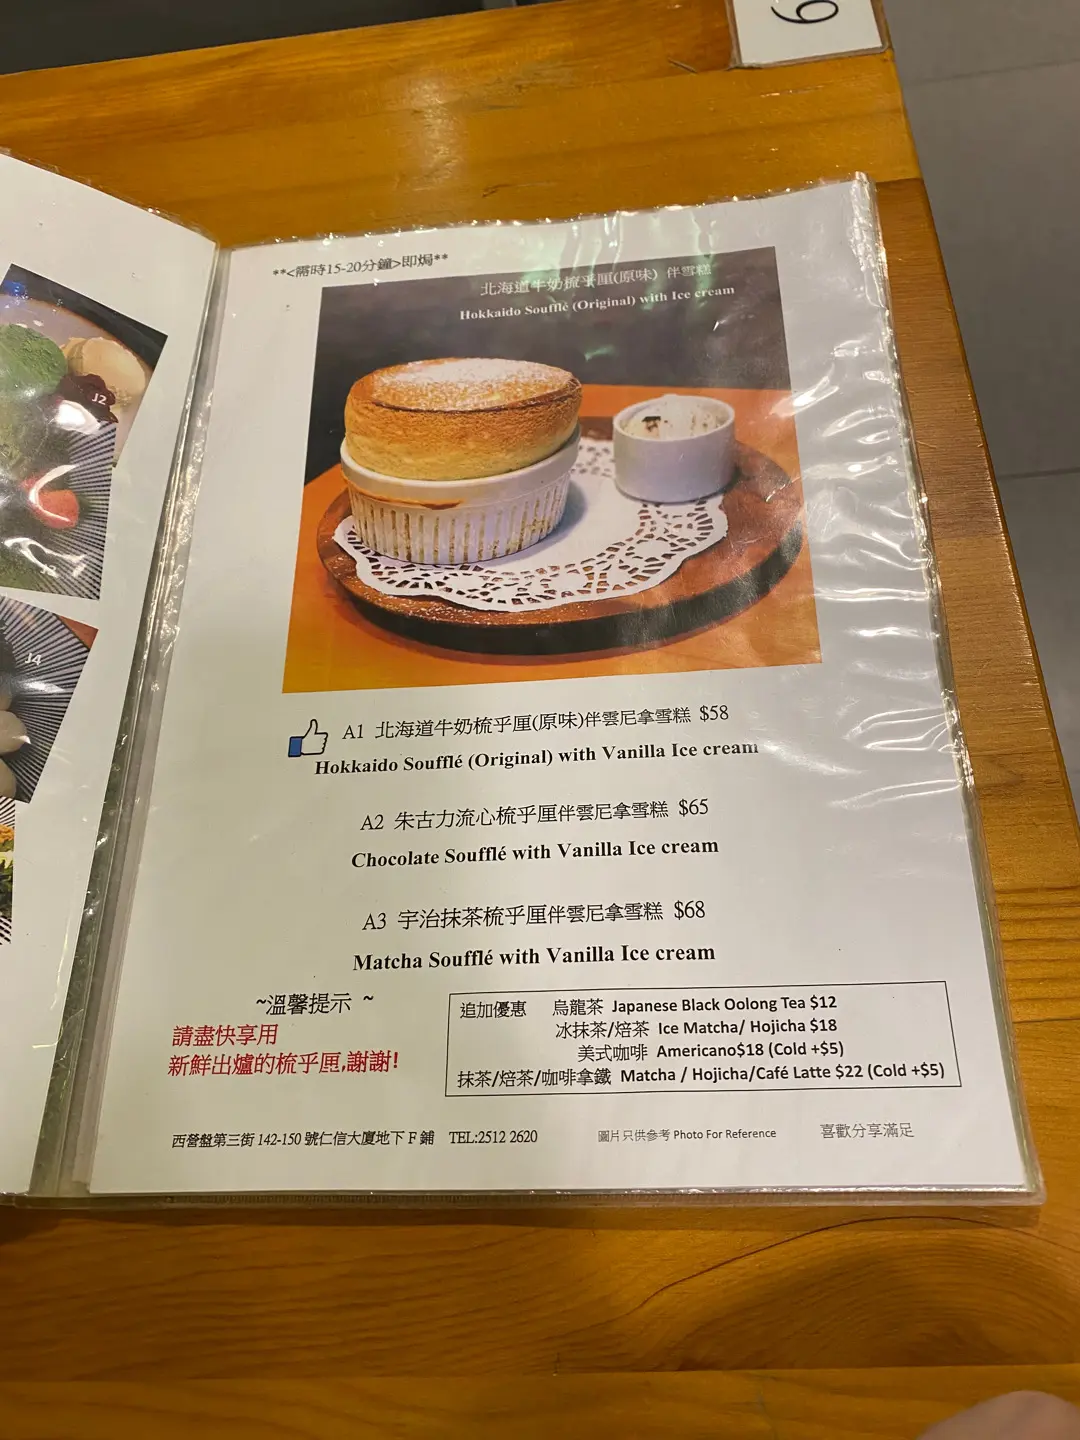 6
**<需時15-20分鐘>即焗**
北海道牛奶梳乎厘(原味) 伴雪糕
Hokkaido Soufflé (Original) with Ice cream
J2
J4
A1 北海道牛奶梳乎厘(原味)伴雲尼拿雪糕 $58
Hokkaido Soufflé (Original) with Vanilla Ice cream
A2 朱古力流心梳乎厘伴雲尼拿雪糕 $65
Chocolate Soufflé with Vanilla Ice cream
A3 宇治抹茶梳乎厘伴雲尼拿雪糕 $68
Matcha Soufflé with Vanilla Ice cream
~溫馨提示 ~
請盡快享用
新鮮出爐的梳乎厘,謝謝!
追加優惠 烏龍茶 Japanese Black Oolong Tea $12
冰抹茶/焙茶 Ice Matcha/ Hojicha $18
美式咖啡 Americano$18 (Cold +$5)
抹茶/焙茶/咖啡拿鐵 Matcha / Hojicha/Café Latte $22 (Cold +$5)
西營盤第三街 142-150 號仁信大廈地下 F 鋪 TEL:2512 2620
圖片只供參考 Photo For Reference
喜歡分享滿足